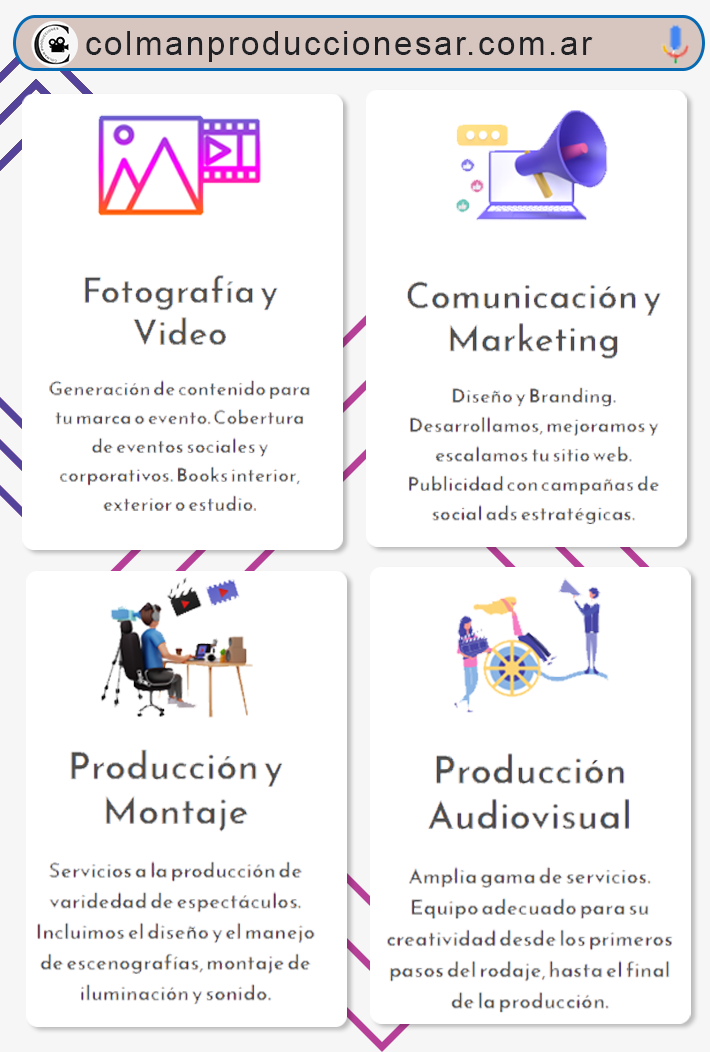 colmanproduccionesar.com.ar
Fotografía y
Video
Generación de contenido para
tu marca o evento. Cobertura
de eventos sociales y
corporativos. Books interior,
exterior o estudio.
Comunicación y
Marketing
Diseño y Branding.
Desarrollamos, mejoramos y
escalamos tu sitio web.
Publicidad con campañas de
social ads estratégicas.
Producción y
Montaje
Servicios a la producción de
varidedad de espectáculos.
Incluimos el diseño y el manejo
de escenografías, montaje de
iluminación y sonido.
Producción
Audiovisual
Amplia gama de servicios.
Equipo adecuado para su
creatividad desde los primeros
pasos del rodaje, hasta el final
de la producción.